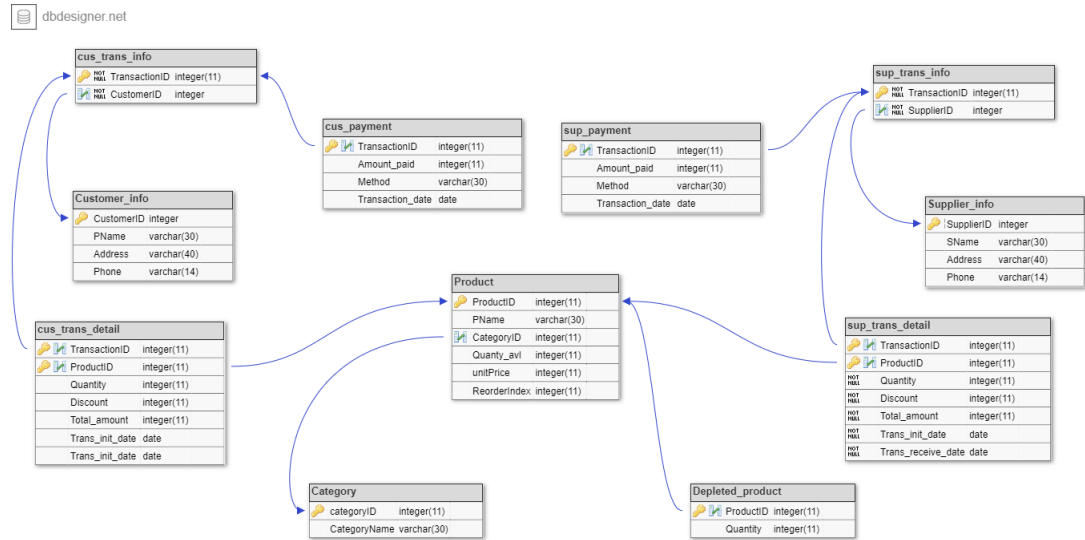 dbdesigner.net
cus_trans_info
NOT NULL TransactionID integer(11)
NOT NULL CustomerID integer
sup_trans_info
NOT NULL TransactionID integer(11)
NOT NULL SupplierID integer
cus_payment
TransactionID integer(11)
Amount_paid integer(11)
Method varchar(30)
Transaction_date date
sup_payment
TransactionID integer(11)
Amount_paid integer(11)
Method varchar(30)
Transaction_date date
Customer_info
CustomerID integer
PName varchar(30)
Address varchar(40)
Phone varchar(14)
Supplier_info
SupplierID integer
SName varchar(30)
Address varchar(40)
Phone varchar(14)
Product
ProductID integer(11)
PName varchar(30)
CategoryID integer(11)
Quanty_avl integer(11)
unitPrice integer(11)
ReorderIndex integer(11)
cus_trans_detail
TransactionID integer(11)
ProductID integer(11)
Quantity integer(11)
Discount integer(11)
Total_amount integer(11)
Trans_init_date date
Trans_init_date date
sup_trans_detail
TransactionID integer(11)
ProductID integer(11)
NOT NULL Quantity integer(11)
NOT NULL Discount integer(11)
NOT NULL Total_amount integer(11)
NOT NULL Trans_init_date date
NOT NULL Trans_receive_date date
Category
categoryID integer(11)
CategoryName varchar(30)
Depleted_product
ProductID integer(11)
Quantity integer(11)